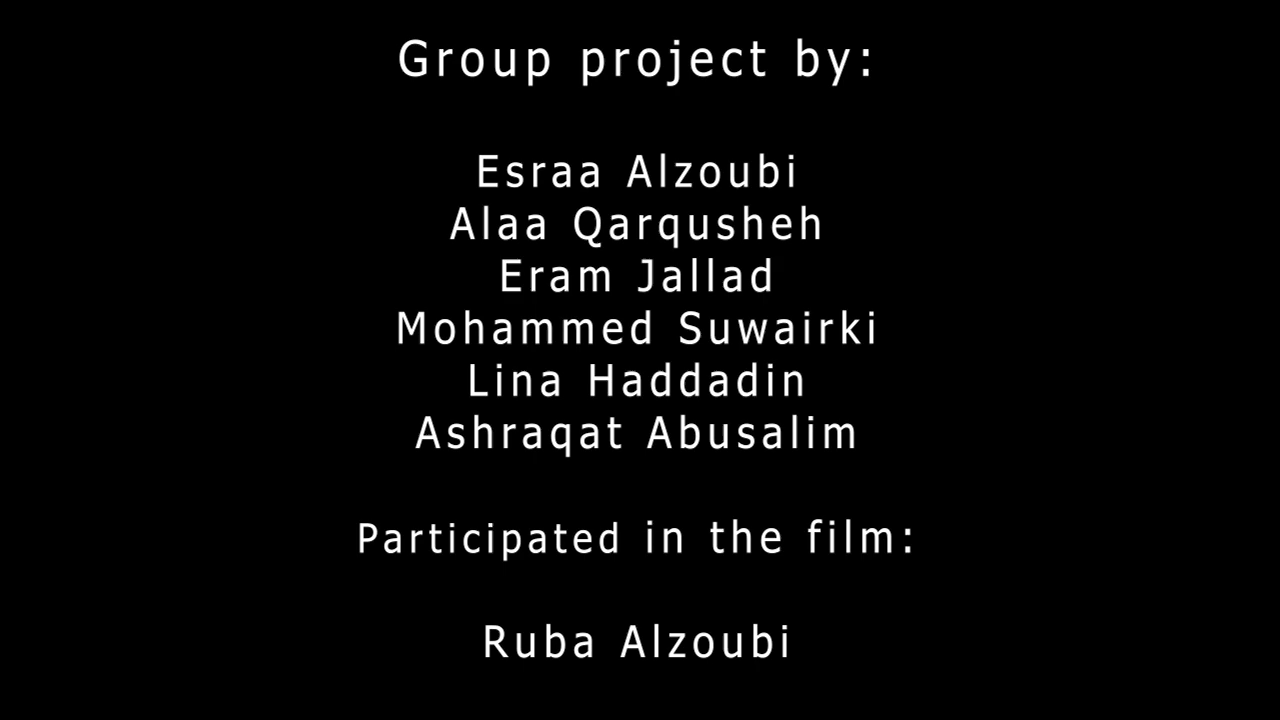 Group project by:
Esraa Alzoubi
Alaa Qarqusheh
Eram Jallad
Mohammed Suwairki
Lina Haddadin
Ashraqat Abusalim
Participated in the film:
Ruba Alzoubi